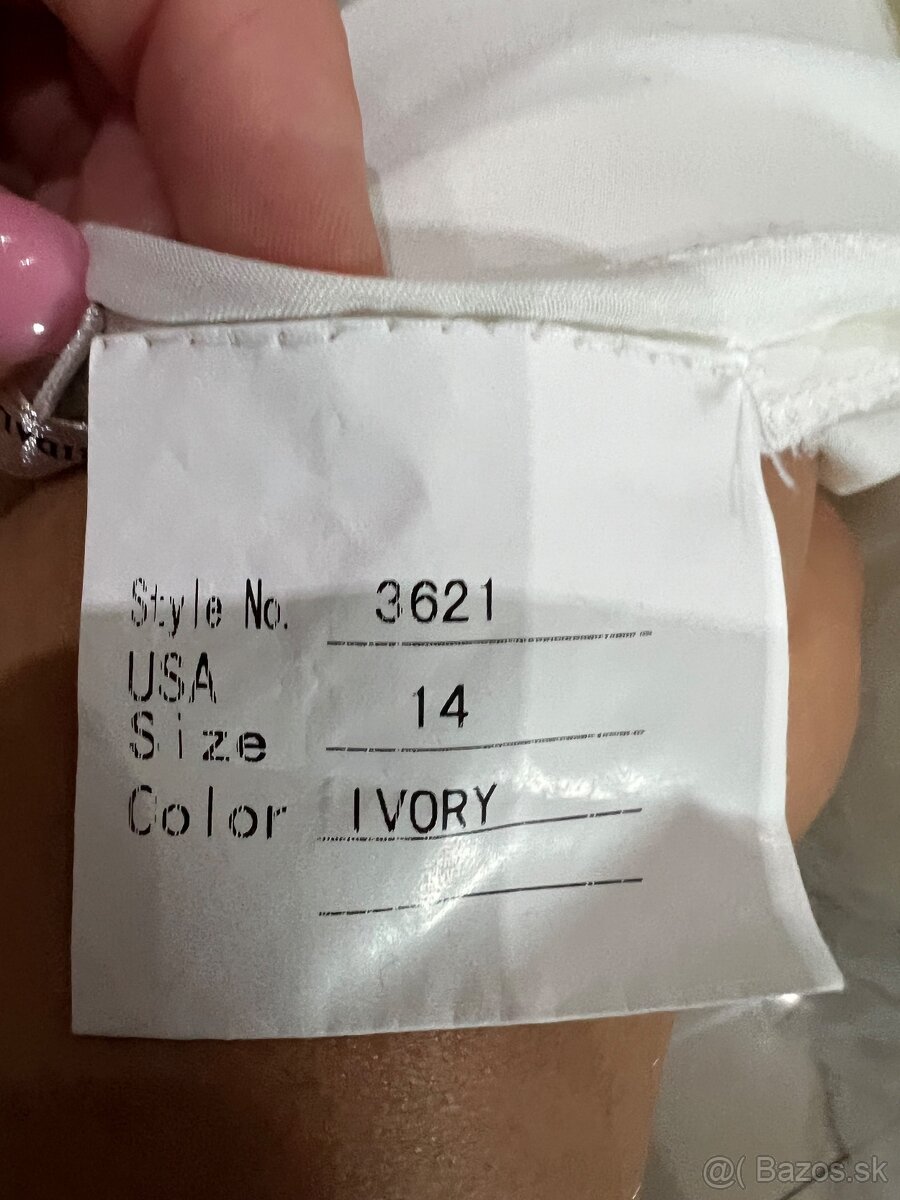 Style No. 3621
USA
Size 14
Color IVORY
@( Bazos.sk